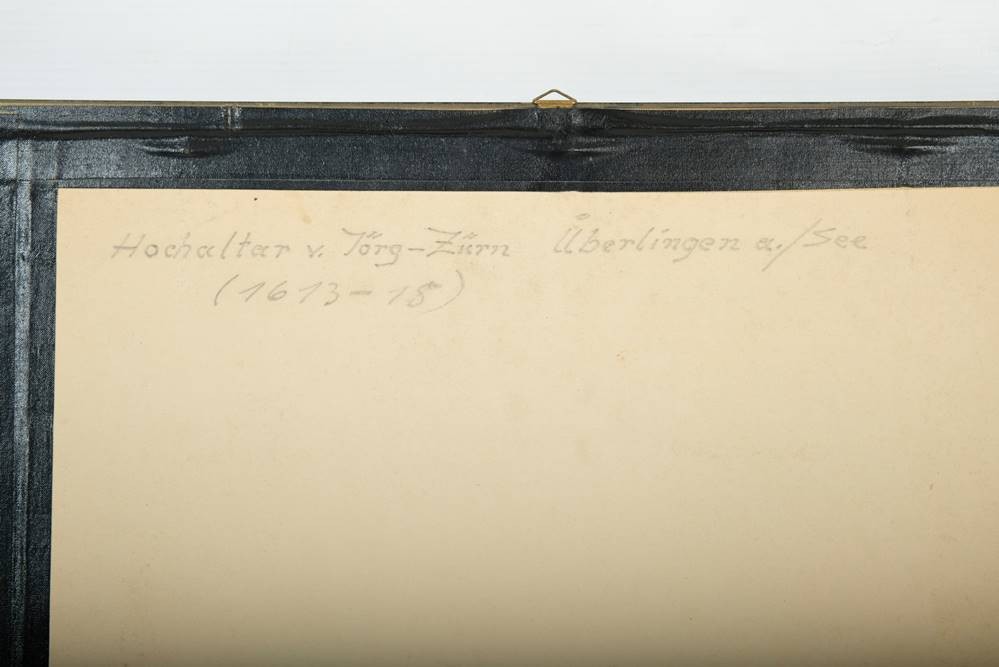 Hochaltar v. Jörg-Zürn Überlingen a./See
(1613-18)